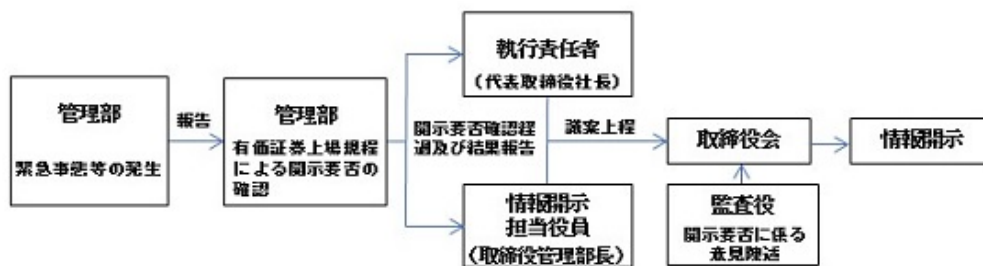 管理部
緊急事態等の発生
報告
管理部
有価証券上場規程
による開示要否の
確認
執行責任者
(代表取締役社長)
開示要否確認経
過及び結果報告
議案上程
情報開示
担当役員
(取締役管理部長)
取締役会
情報開示
監査役
開示要否に係る
意見陳述